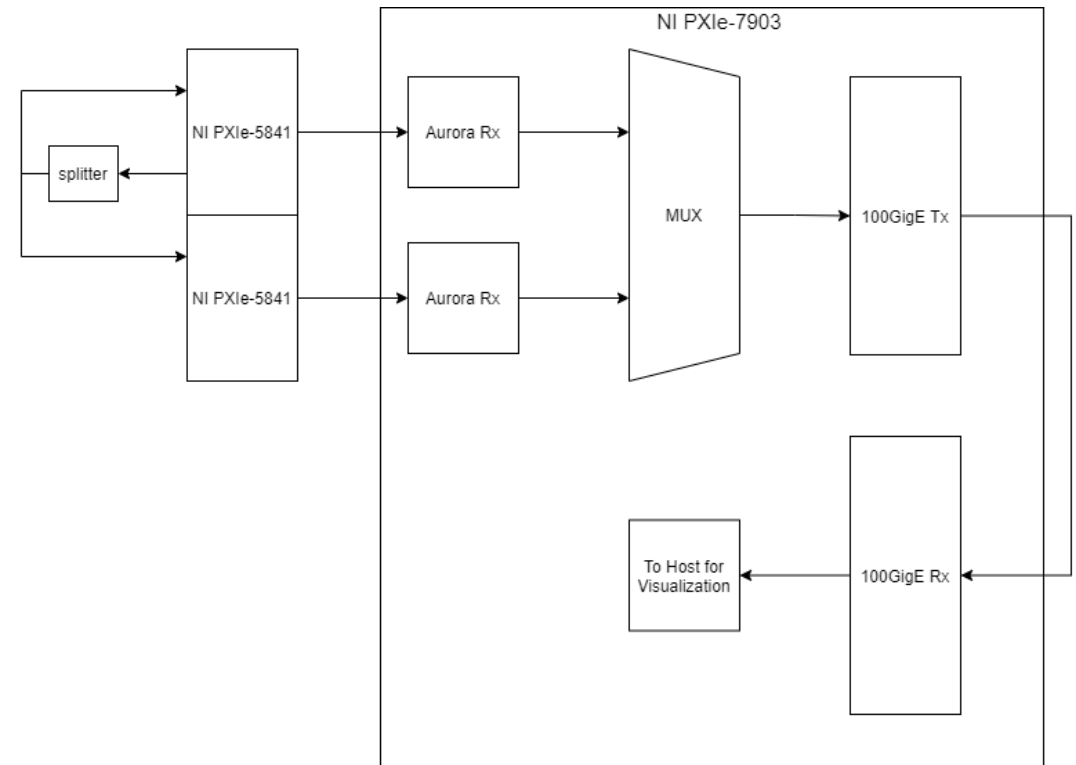 NI PXIe-7903
NI PXIe-5841
Aurora Rx
splitter
MUX
100GigE Tx
NI PXIe-5841
Aurora Rx
To Host for
Visualization
100GigE Rx